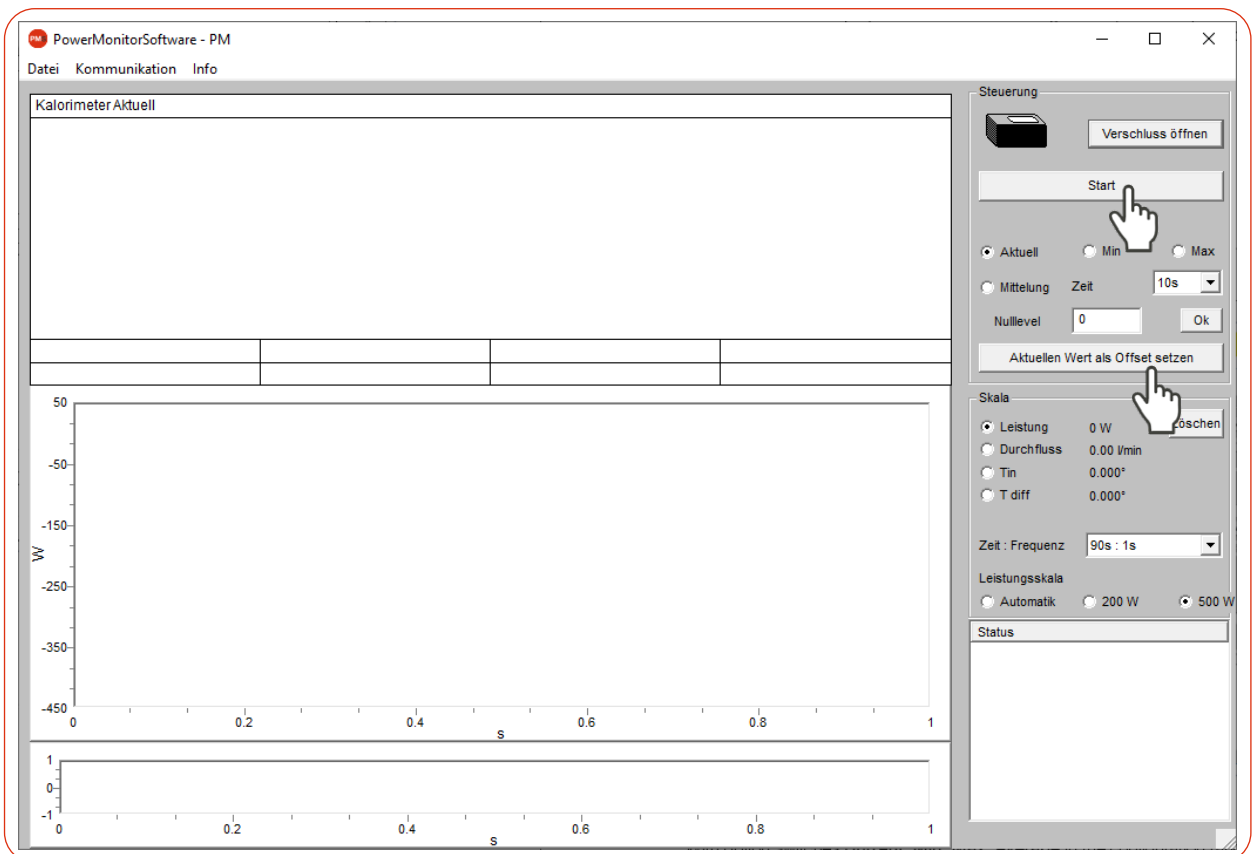 PM PowerMonitorSoftware - PM
Datei Kommunikation Info
Kalorimeter Aktuell
50
-50
-150
-250
-350
-450
W
0 0.2 0.4 0.6 0.8 1
s
1
0
-1
0 0.2 0.4 0.6 0.8 1
s
Steuerung
Verschluss öffnen
Start
Aktuell Min Max
Mittelung Zeit 10s
Nulllevel 0 Ok
Aktuellen Wert als Offset setzen
Skala
Leistung 0 W
Durchfluss 0.00 l/min
Tin 0.000°
T diff 0.000°
Zeit : Frequenz 90s : 1s
Leistungsskala
Automatik 200 W 500 W
Status